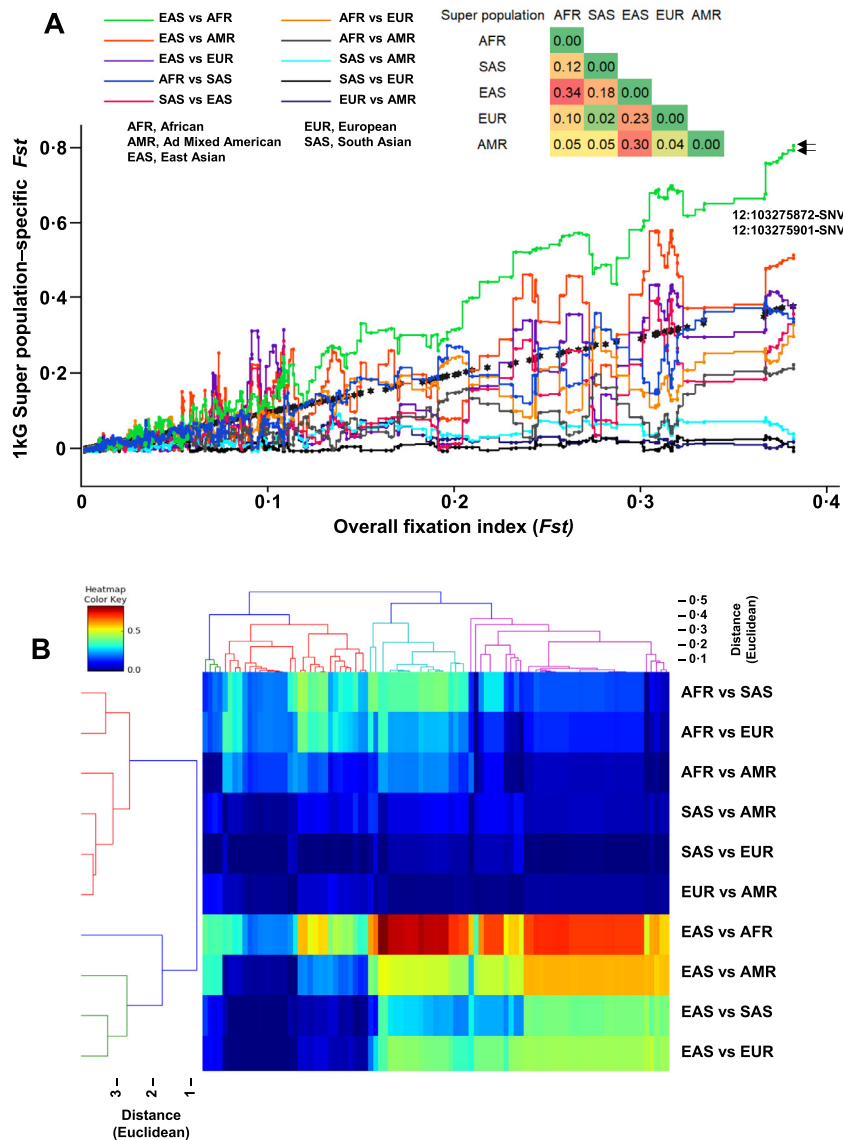 A
EAS vs AFR
EAS vs AMR
EAS vs EUR
AFR vs SAS
SAS vs EAS
AFR vs EUR
AFR vs AMR
SAS vs AMR
SAS vs EUR
EUR vs AMR
AFR, African
AMR, Ad Mixed American
EAS, East Asian
EUR, European
SAS, South Asian
Super population AFR SAS EAS EUR AMR
AFR 0.00
SAS 0.12 0.00
EAS 0.34 0.18 0.00
EUR 0.10 0.02 0.23 0.00
AMR 0.05 0.05 0.30 0.04 0.00
1kG Super population–specific Fst
0·8
0·6
0·4
0·2
0
12:103275872-SNV
12:103275901-SNV
0 0·1 0·2 0·3 0·4
Overall fixation index (Fst)
B
Heatmap
Color Key
0.5
0.0
0·5
0·4
0·3
0·2
0·1
Distance
(Euclidean)
AFR vs SAS
AFR vs EUR
AFR vs AMR
SAS vs AMR
SAS vs EUR
EUR vs AMR
EAS vs AFR
EAS vs AMR
EAS vs SAS
EAS vs EUR
3 2 1
Distance
(Euclidean)